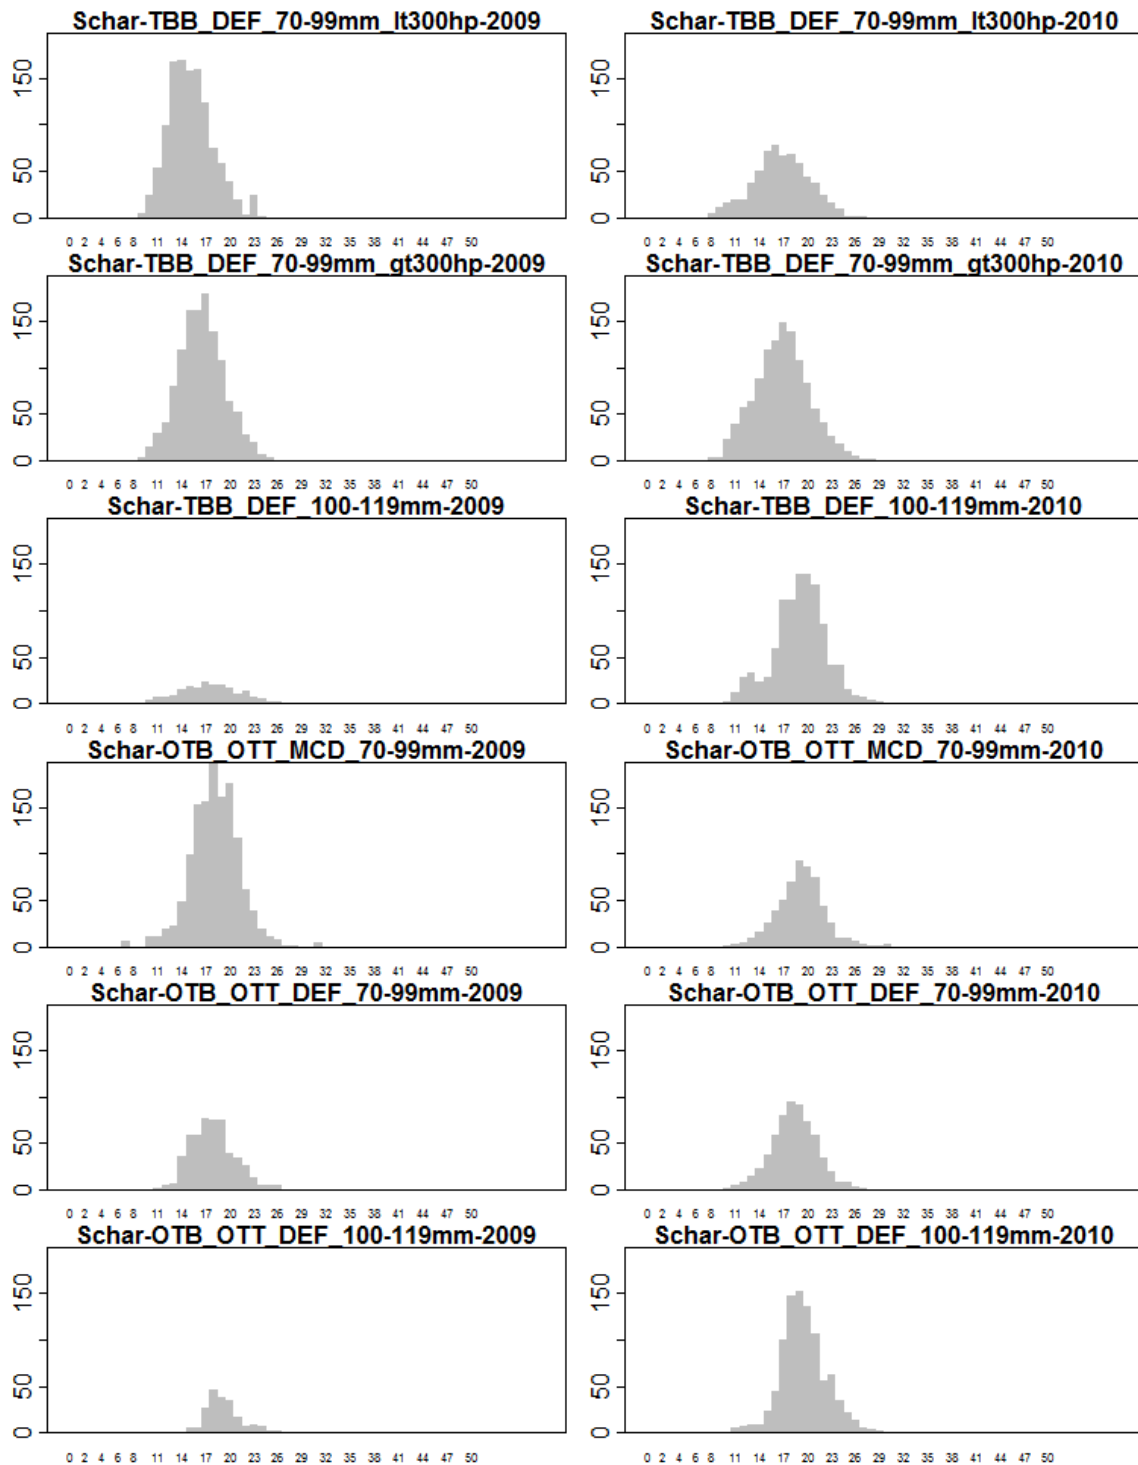 Schar-TBB_DEF_70-99mm_lt300hp-2009
150
50
0
0 2 4 6 8 11 14 17 20 23 26 29 32 35 38 41 44 47 50
Schar-TBB_DEF_70-99mm_lt300hp-2010
150
50
0
0 2 4 6 8 11 14 17 20 23 26 29 32 35 38 41 44 47 50
Schar-TBB_DEF_70-99mm_gt300hp-2009
150
50
0
0 2 4 6 8 11 14 17 20 23 26 29 32 35 38 41 44 47 50
Schar-TBB_DEF_70-99mm_gt300hp-2010
150
50
0
0 2 4 6 8 11 14 17 20 23 26 29 32 35 38 41 44 47 50
Schar-TBB_DEF_100-119mm-2009
150
50
0
0 2 4 6 8 11 14 17 20 23 26 29 32 35 38 41 44 47 50
Schar-TBB_DEF_100-119mm-2010
150
50
0
0 2 4 6 8 11 14 17 20 23 26 29 32 35 38 41 44 47 50
Schar-OTB_OTT_MCD_70-99mm-2009
150
50
0
0 2 4 6 8 11 14 17 20 23 26 29 32 35 38 41 44 47 50
Schar-OTB_OTT_MCD_70-99mm-2010
150
50
0
0 2 4 6 8 11 14 17 20 23 26 29 32 35 38 41 44 47 50
Schar-OTB_OTT_DEF_70-99mm-2009
150
50
0
0 2 4 6 8 11 14 17 20 23 26 29 32 35 38 41 44 47 50
Schar-OTB_OTT_DEF_70-99mm-2010
150
50
0
0 2 4 6 8 11 14 17 20 23 26 29 32 35 38 41 44 47 50
Schar-OTB_OTT_DEF_100-119mm-2009
150
50
0
0 2 4 6 8 11 14 17 20 23 26 29 32 35 38 41 44 47 50
Schar-OTB_OTT_DEF_100-119mm-2010
150
50
0
0 2 4 6 8 11 14 17 20 23 26 29 32 35 38 41 44 47 50